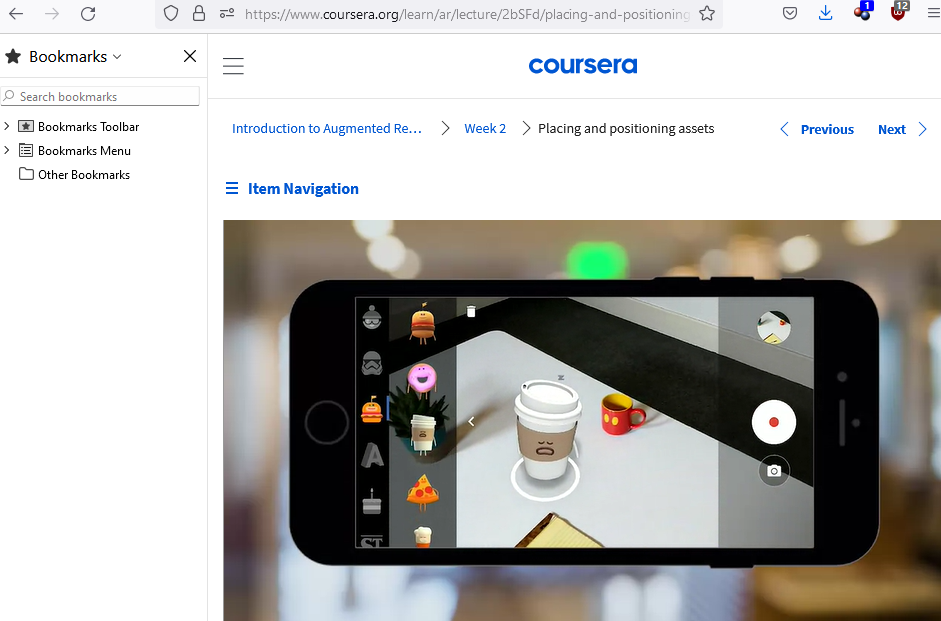 https://www.coursera.org/learn/ar/lecture/2bSFd/placing-and-positioning
1
12
Bookmarks
Search bookmarks
Bookmarks Toolbar
Bookmarks Menu
Other Bookmarks
coursera
Introduction to Augmented Re...
Week 2
Placing and positioning assets
Previous
Next
Item Navigation
z
A
ST